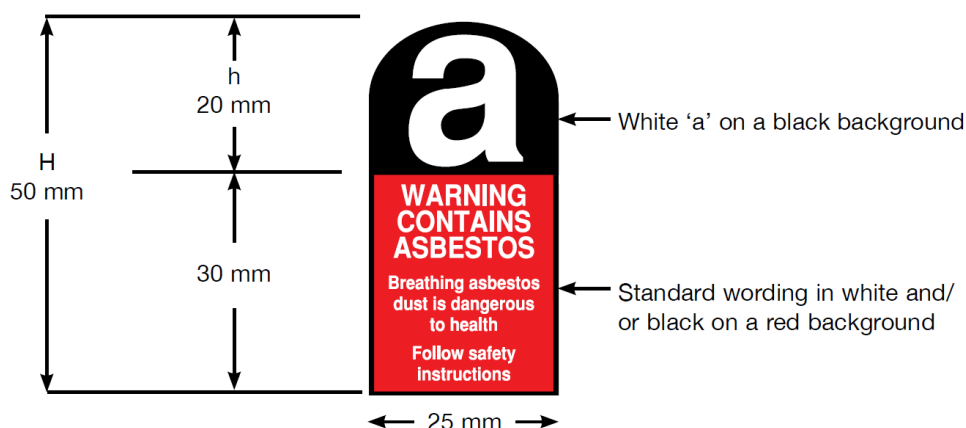 h
20 mm
H
50 mm
30 mm
a
WARNING
CONTAINS
ASBESTOS
Breathing asbestos
dust is dangerous
to health
Follow safety
instructions
25 mm
White ‘a’ on a black background
Standard wording in white and/
or black on a red background